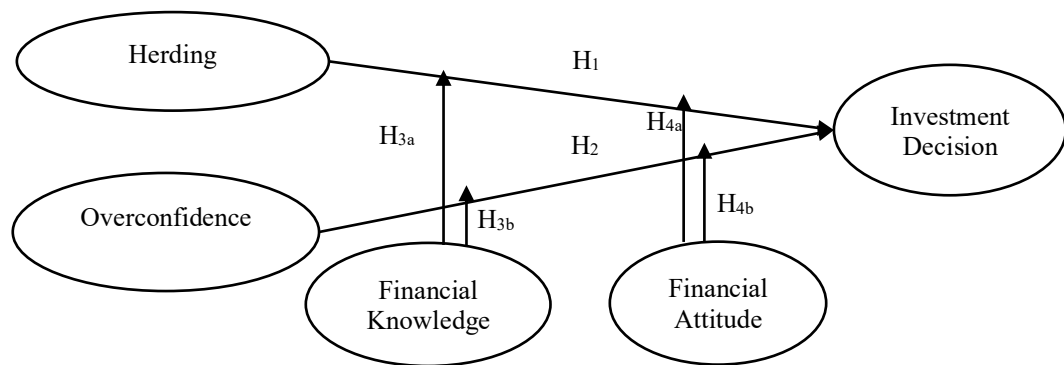 Herding
H1
Investment
Decision
H3a
H4a
H2
Overconfidence
H3b
H4b
Financial
Knowledge
Financial
Attitude